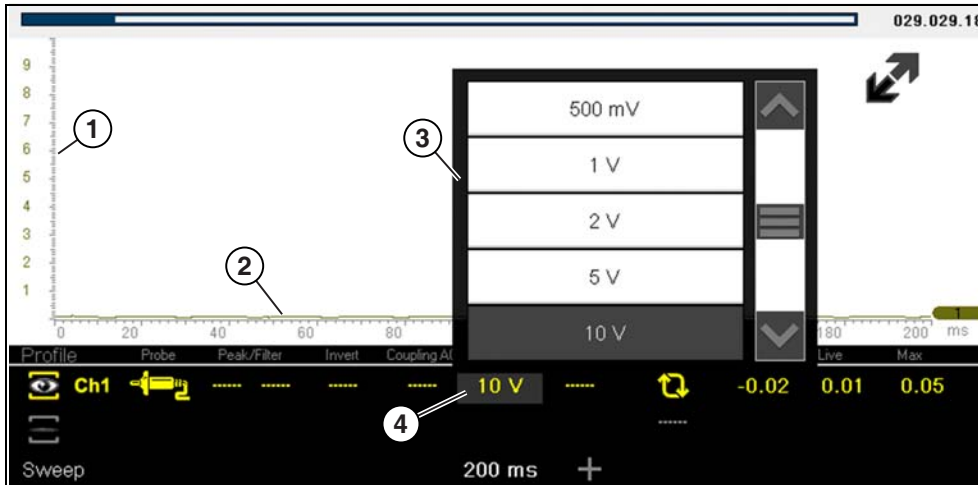 029.029.18
9
8
7
6
5
4
3
2
1
1
2
3
4
500 mV
1 V
2 V
5 V
10 V
1
0 20 40 60 80 180 200 ms
Profile Probe Peak/Filter Invert Coupling AC Live Max
Ch1 ------ ------ ------ ------ 10 V ------ -0.02 0.01 0.05
------
Sweep 200 ms +